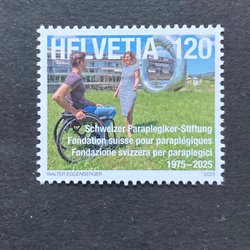 HELVETIA 120
Schweizer Paraplegiker-Stiftung
Fondation suisse pour paraplégiques
Fondazione svizzera per paraplegici
1975–2025
WALTER EGGENBERGER 2025